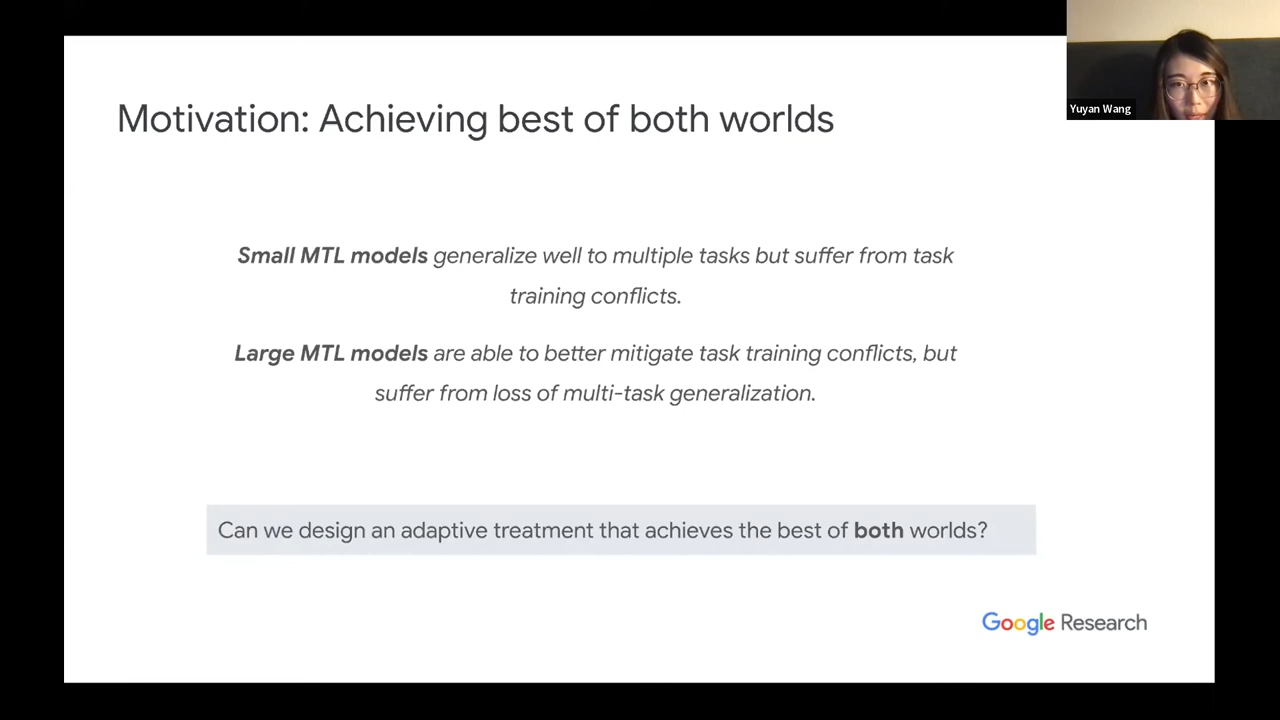 Yuyan Wang
Motivation: Achieving best of both worlds
Small MTL models generalize well to multiple tasks but suffer from task
training conflicts.
Large MTL models are able to better mitigate task training conflicts, but
suffer from loss of multi-task generalization.
Can we design an adaptive treatment that achieves the best of both worlds?
Google Research